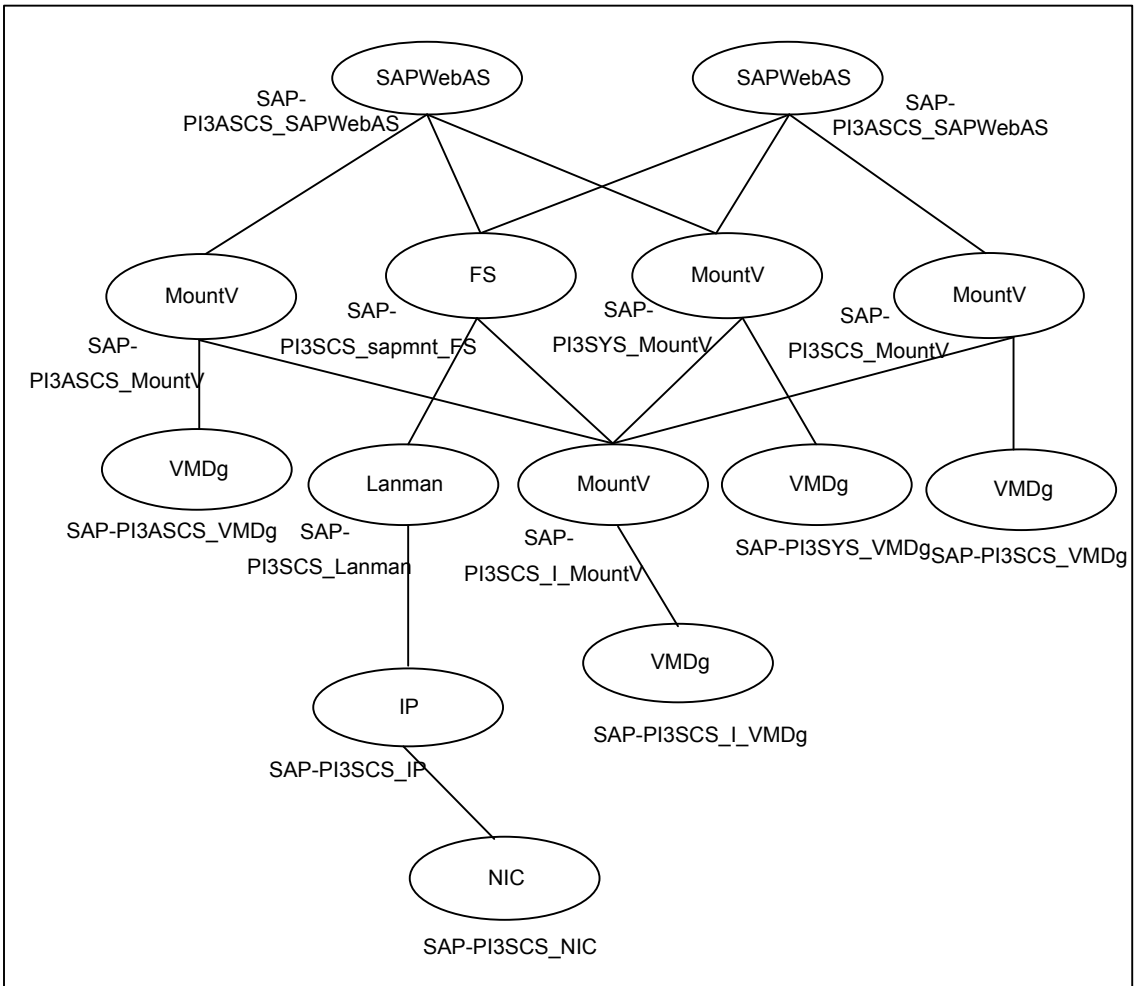 SAPWebAS
SAPWebAS
SAP-
PI3ASCS_SAPWebAS
SAP-
PI3ASCS_SAPWebAS
MountV
FS
MountV
MountV
SAP-
PI3ASCS_MountV
SAP-
PI3SCS_sapmnt_FS
SAP-
PI3SYS_MountV
SAP-
PI3SCS_MountV
VMDg
Lanman
MountV
VMDg
VMDg
SAP-PI3ASCS_VMDg
SAP-
PI3SCS_Lanman
SAP-
PI3SCS_I_MountV
SAP-PI3SYS_VMDg
SAP-PI3SCS_VMDg
VMDg
SAP-PI3SCS_I_VMDg
IP
SAP-PI3SCS_IP
NIC
SAP-PI3SCS_NIC